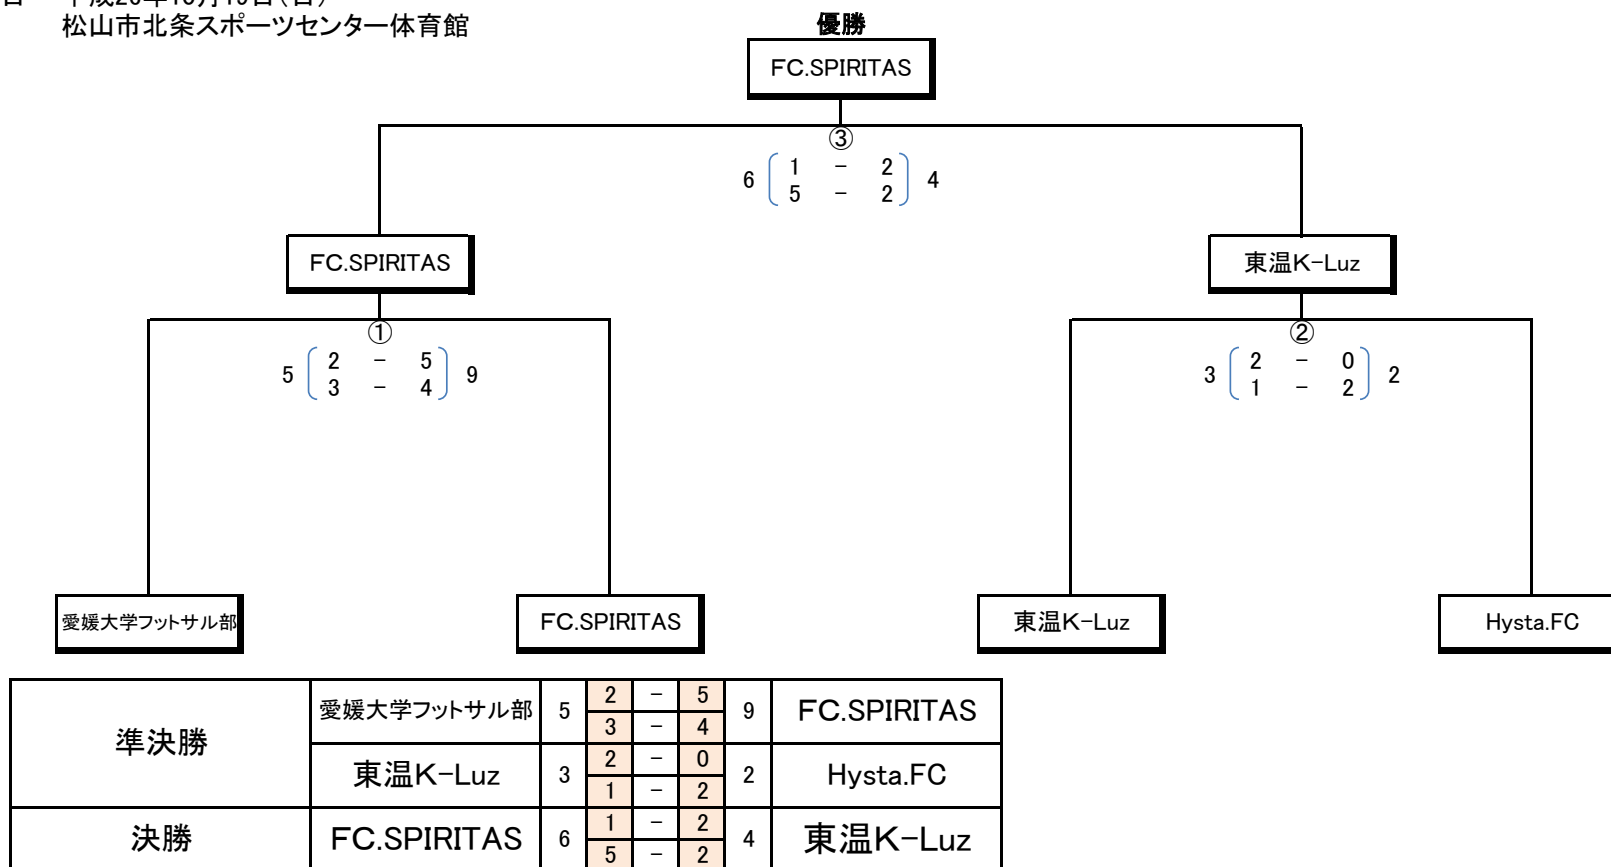 松山市北条スポーツセンター体育館
優勝
FC.SPIRITAS
③
6 1 - 2 4
5 - 2
FC.SPIRITAS 東温K-Luz
① ②
5 2 - 5 9 3 2 - 0 2
3 - 4 1 - 2
愛媛大学フットサル部 FC.SPIRITAS 東温K-Luz Hysta.FC
準決勝 愛媛大学フットサル部 5 2 - 5 9 FC.SPIRITAS
3 - 4
東温K-Luz 3 2 - 0 2 Hysta.FC
1 - 2
決勝 FC.SPIRITAS 6 1 - 2 4 東温K-Luz
5 - 2